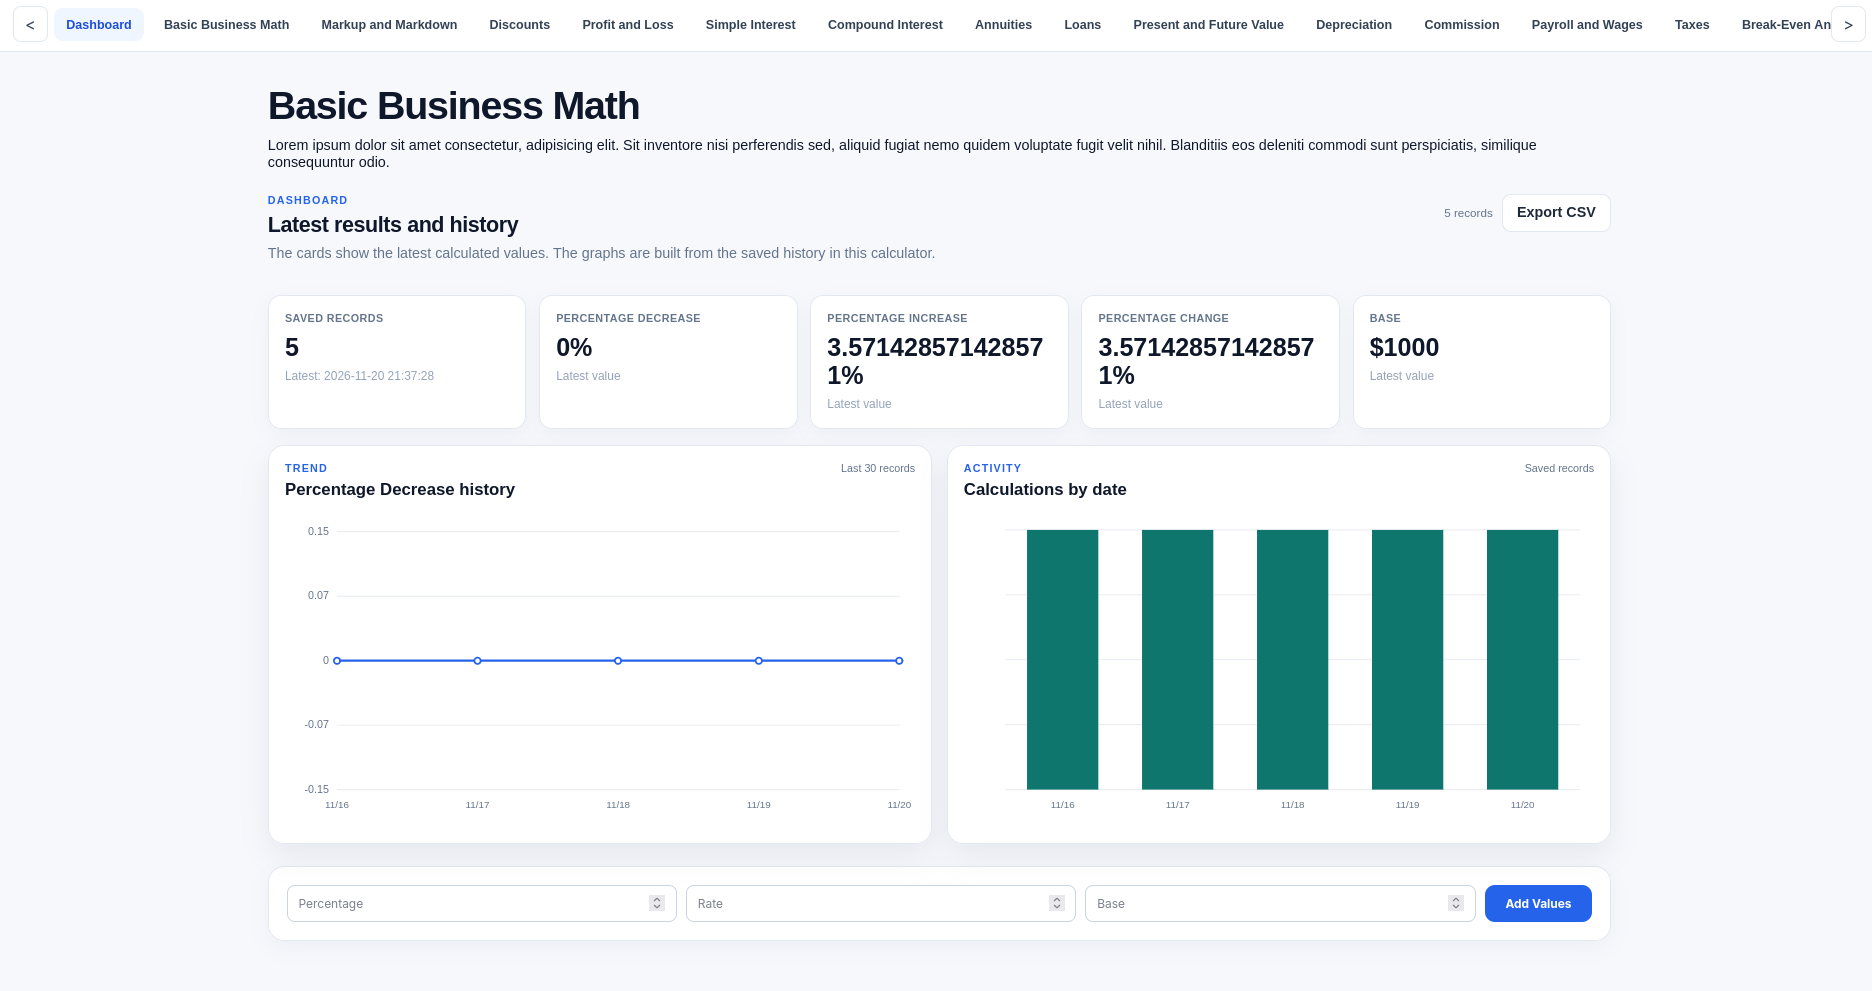 < Dashboard Basic Business Math Markup and Markdown Discounts Profit and Loss Simple Interest Compound Interest Annuities Loans Present and Future Value Depreciation Commission Payroll and Wages Taxes Break-Even An >
Basic Business Math
Lorem ipsum dolor sit amet consectetur, adipisicing elit. Sit inventore nisi perferendis sed, aliquid fugiat nemo quidem voluptate fugit velit nihil. Blanditiis eos deleniti commodi sunt perspiciatis, similique
consequuntur odio.
DASHBOARD
Latest results and history
The cards show the latest calculated values. The graphs are built from the saved history in this calculator.
5 records Export CSV
SAVED RECORDS
5
Latest: 2026-11-20 21:37:28
PERCENTAGE DECREASE
0%
Latest value
PERCENTAGE INCREASE
3.57142857142857
1%
Latest value
PERCENTAGE CHANGE
3.57142857142857
1%
Latest value
BASE
$1000
Latest value
TREND Last 30 records
Percentage Decrease history
0.15
0.07
0
-0.07
-0.15
11/16 11/17 11/18 11/19 11/20
ACTIVITY Saved records
Calculations by date
11/16 11/17 11/18 11/19 11/20
Percentage Rate Base Add Values